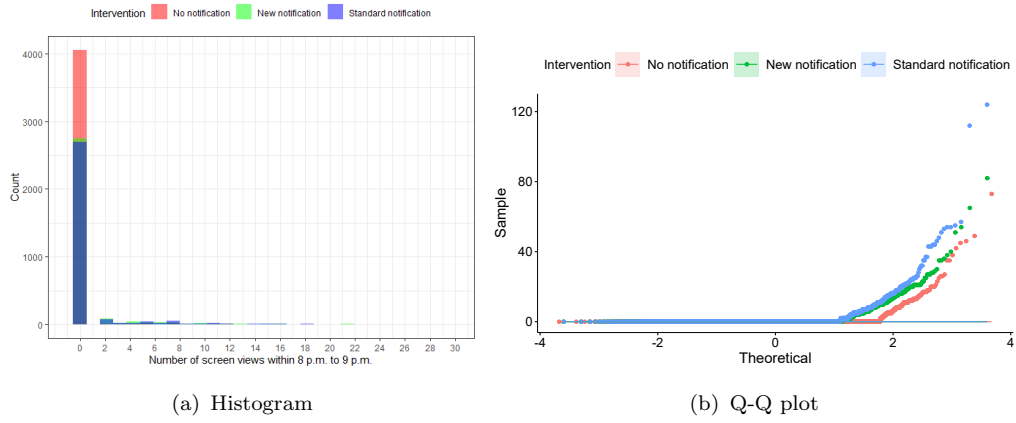 Intervention No notification New notification Standard notification
4000
3000
2000
1000
0
Count
0 2 4 6 8 10 12 14 16 18 20 22 24 26 28 30
Number of screen views within 8 p.m. to 9 p.m.
(a) Histogram
Intervention No notification New notification Standard notification
120
80
40
0
Sample
-4 -2 0 2 4
Theoretical
(b) Q-Q plot